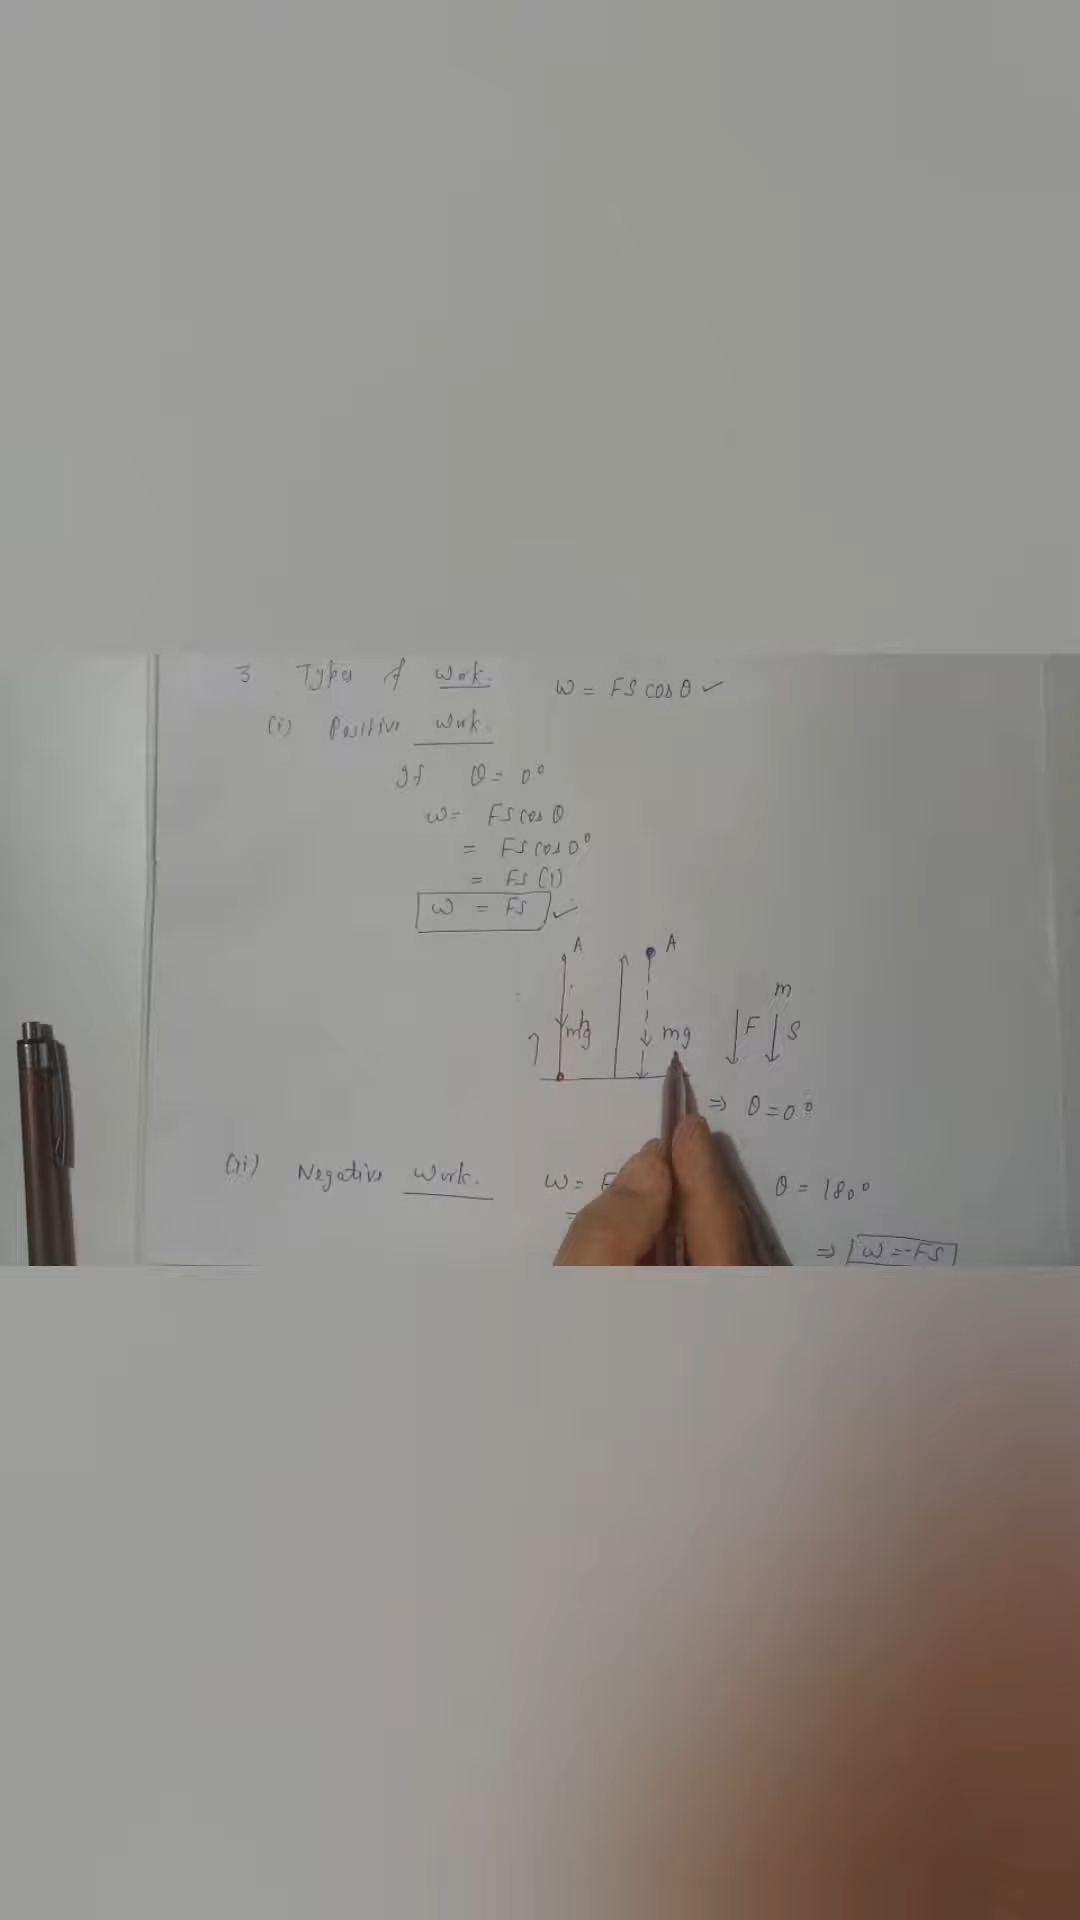 3 Types of Work. W = FS cos θ ✓
(i) Positive Work.
If θ = 0°
W = FS cos θ
= FS cos 0°
= FS (1)
W = FS ✓
A A
m
mg mg F S
⇒ θ = 0°
(ii) Negative Work. W = F θ = 180°
=
⇒ W = -FS